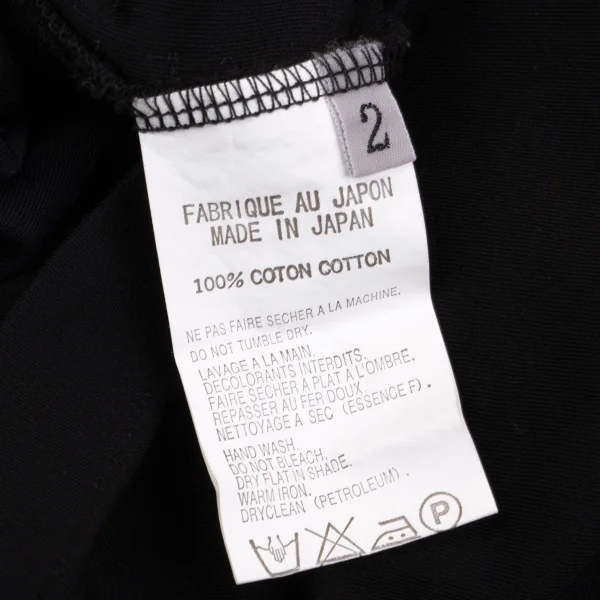 2
FABRIQUE AU JAPON
MADE IN JAPAN
100% COTON COTTON
NE PAS FAIRE SECHER A LA MACHINE.
DO NOT TUMBLE DRY.
LAVAGE A LA MAIN.
DECOLORANTS INTERDITS.
FAIRE SECHER A PLAT A L'OMBRE.
REPASSER AU FER DOUX.
NETTOYAGE A SEC (ESSENCE F).
HAND WASH.
DO NOT BLEACH.
DRY FLAT IN SHADE.
WARM IRON.
DRYCLEAN (PETROLEUM).
P